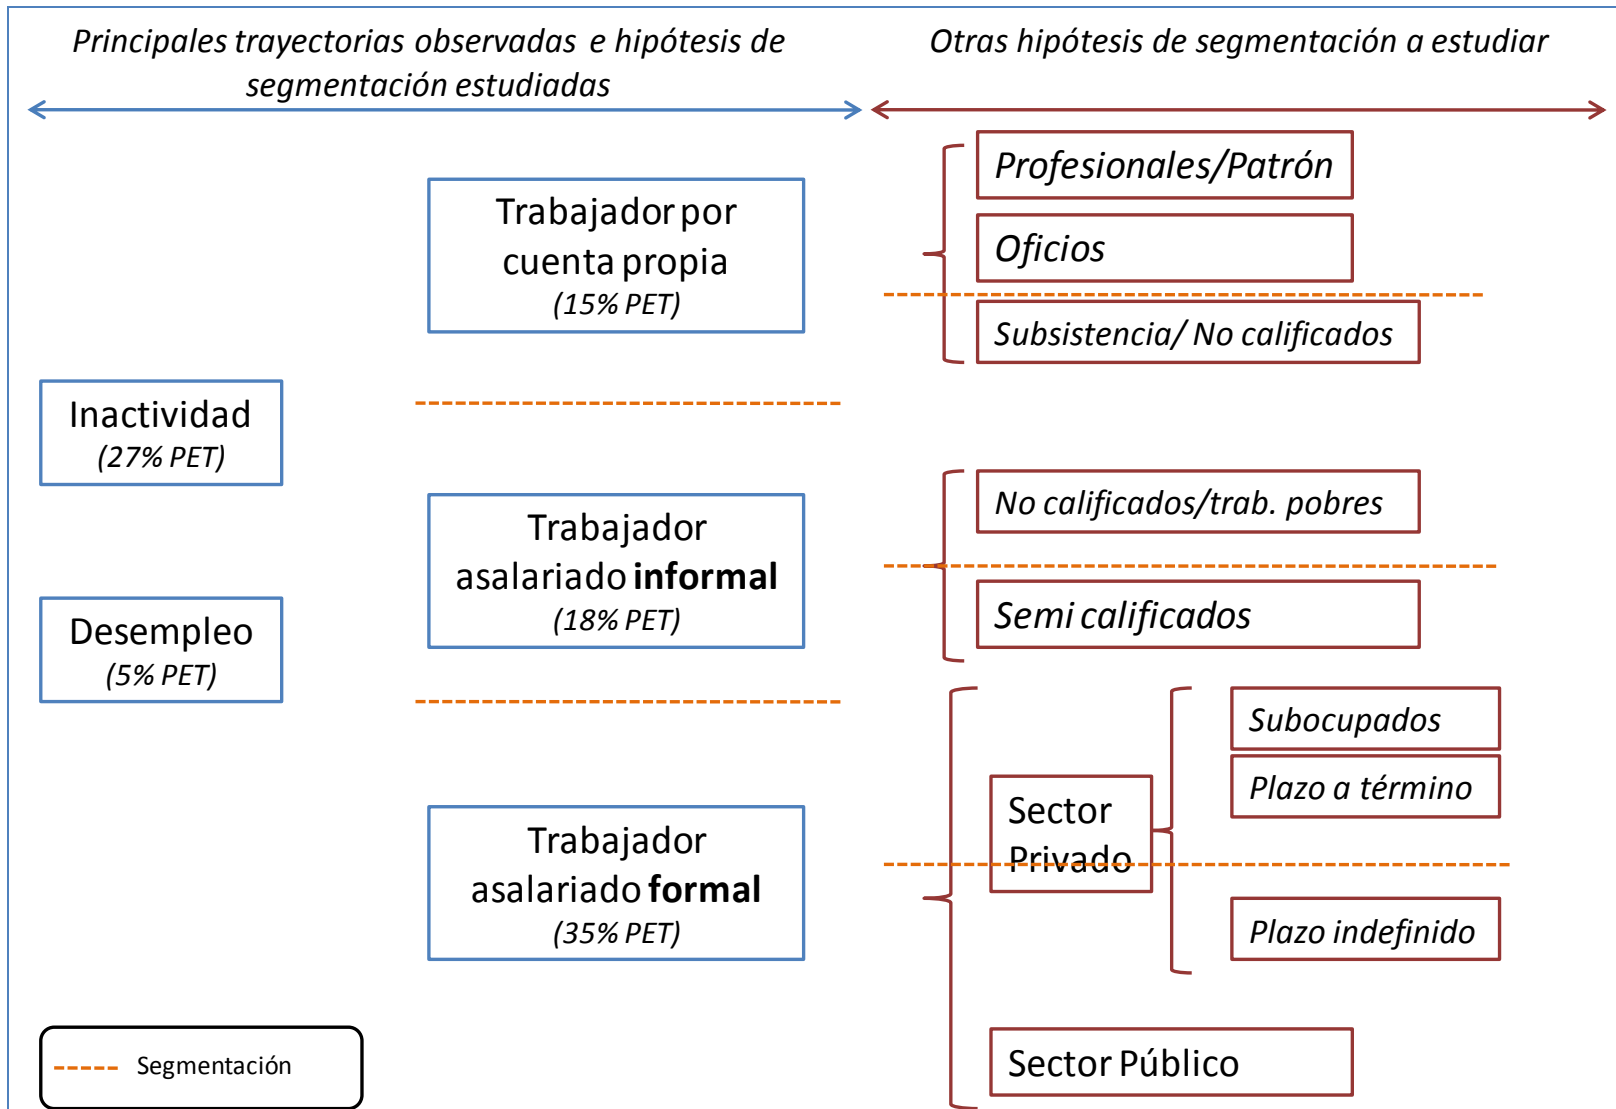 Principales trayectorias observadas e hipótesis de
segmentación estudiadas
Otras hipótesis de segmentación a estudiar
Inactividad
(27% PET)
Desempleo
(5% PET)
Trabajador por
cuenta propia
(15% PET)
Trabajador
asalariado informal
(18% PET)
Trabajador
asalariado formal
(35% PET)
Profesionales/Patrón
Oficios
Subsistencia/ No calificados
No calificados/trab. pobres
Semi calificados
Sector
Privado
Subocupados
Plazo a término
Plazo indefinido
Sector Público
Segmentación